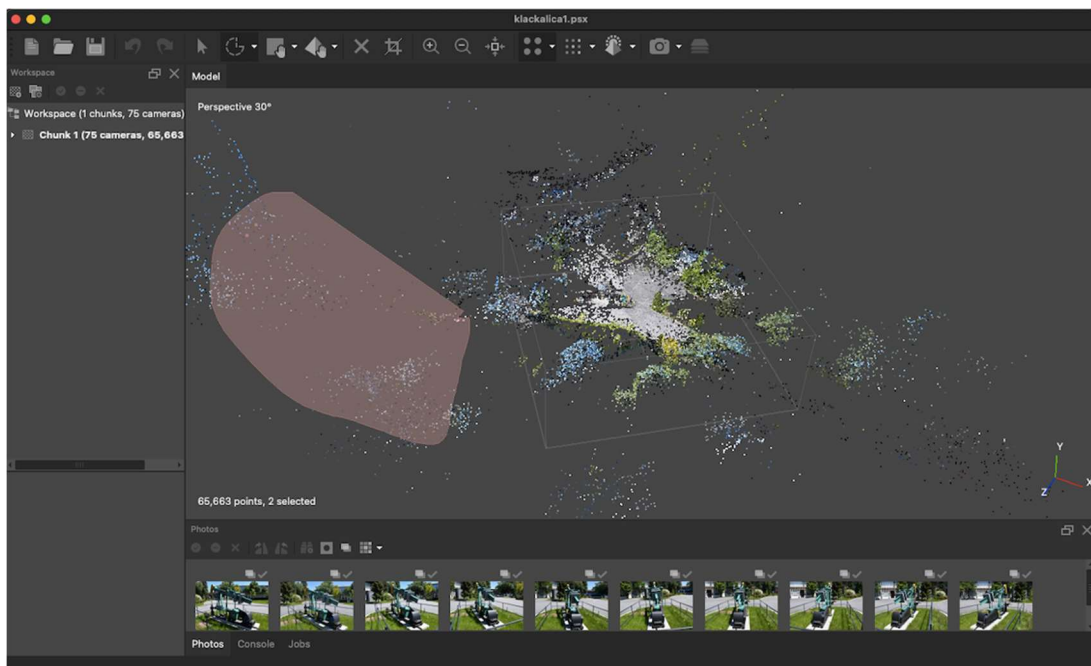 klackalica1.psx
Workspace
Model
Workspace (1 chunks, 75 cameras)
Chunk 1 (75 cameras, 65,663
Perspective 30°
Y
X
Z
65,663 points, 2 selected
Photos
Photos Console Jobs